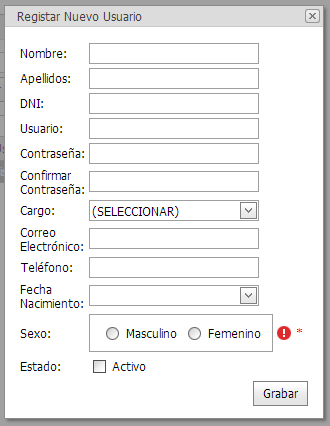 Registar Nuevo Usuario
Nombre:
Apellidos:
DNI:
Usuario:
Contraseña:
Confirmar
Contraseña:
Cargo: (SELECCIONAR)
Correo
Electrónico:
Teléfono:
Fecha
Nacimiento:
Sexo: Masculino Femenino *
Estado: Activo
Grabar